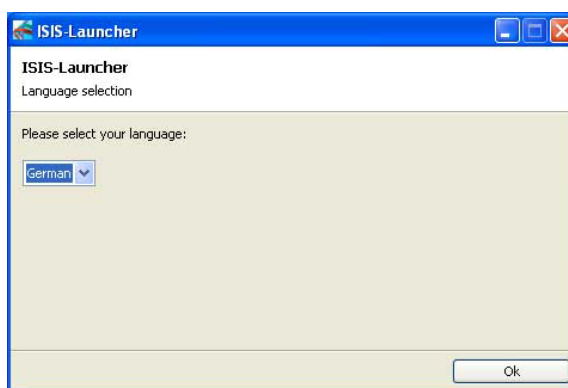 ISIS-Launcher
ISIS-Launcher
Language selection
Please select your language:
German
Ok